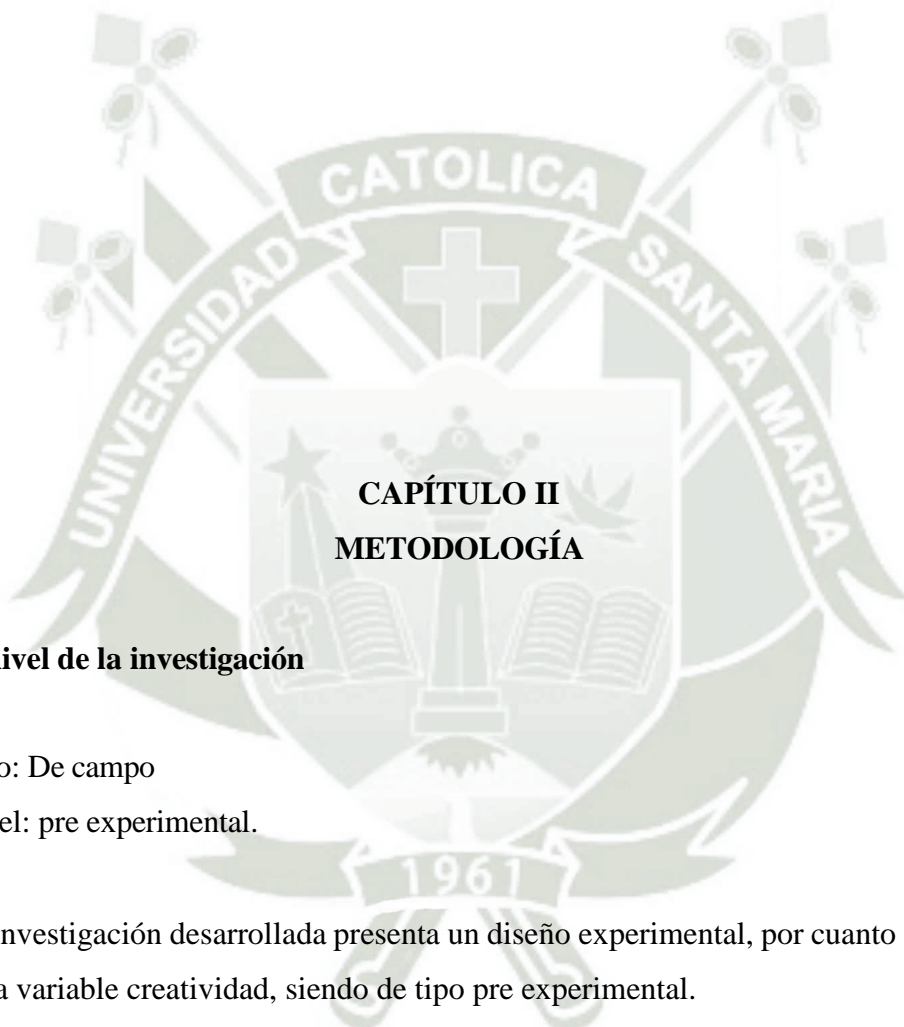 UNIVERSIDAD CATOLICA SANTA MARIA
CAPÍTULO II
METODOLOGÍA
ivel de la investigación
o: De campo
el: pre experimental.
1961
nvestigación desarrollada presenta un diseño experimental, por cuanto
a variable creatividad, siendo de tipo pre experimental.